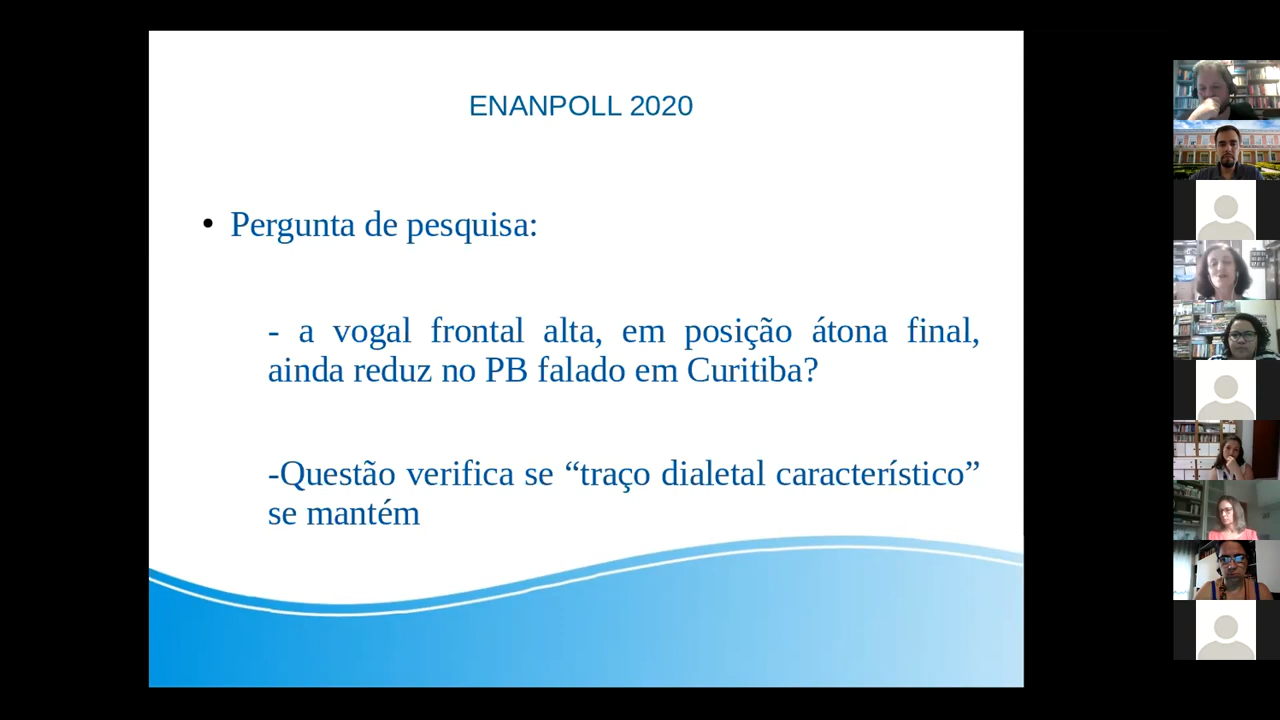 ENANPOLL 2020
• Pergunta de pesquisa:
- a vogal frontal alta, em posição átona final,
ainda reduz no PB falado em Curitiba?
-Questão verifica se “traço dialetal característico”
se mantém